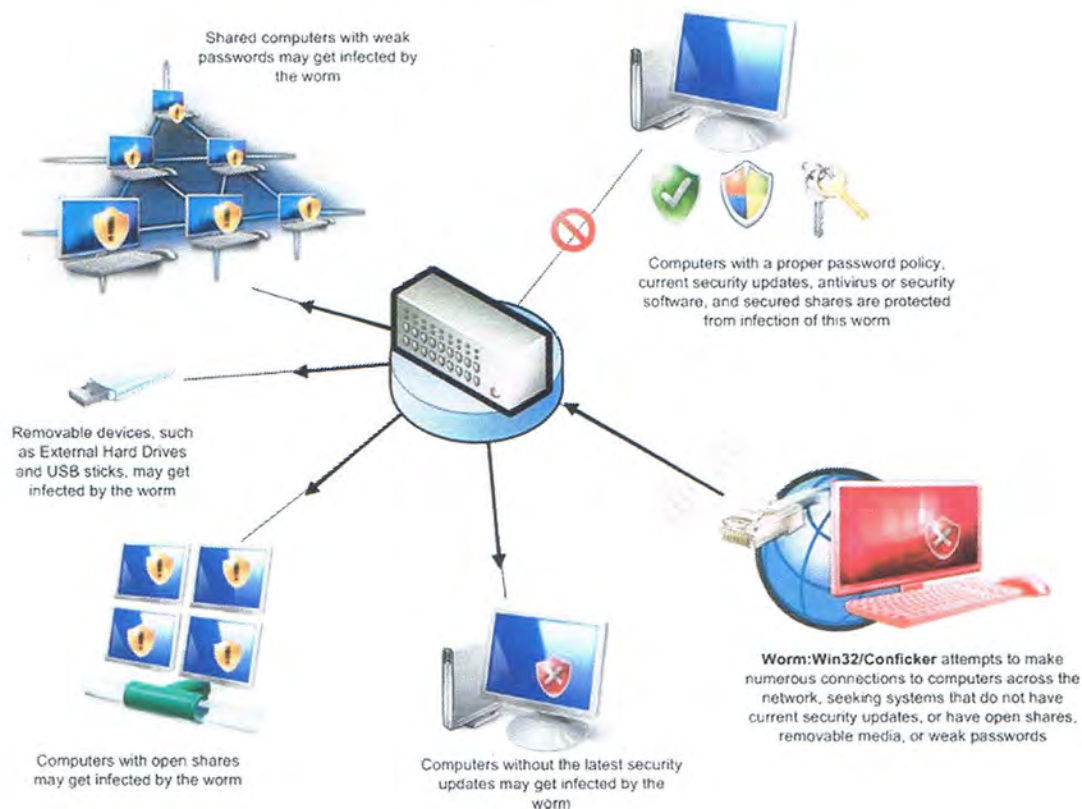 Shared computers with weak
passwords may get infected by
the worm
Computers with a proper password policy,
current security updates, antivirus or security
software, and secured shares are protected
from infection of this worm
Removable devices, such
as External Hard Drives
and USB sticks, may get
infected by the worm
Worm:Win32/Conficker attempts to make
numerous connections to computers across the
network, seeking systems that do not have
current security updates, or have open shares,
removable media, or weak passwords
Computers with open shares
may get infected by the worm
Computers without the latest security
updates may get infected by the
worm